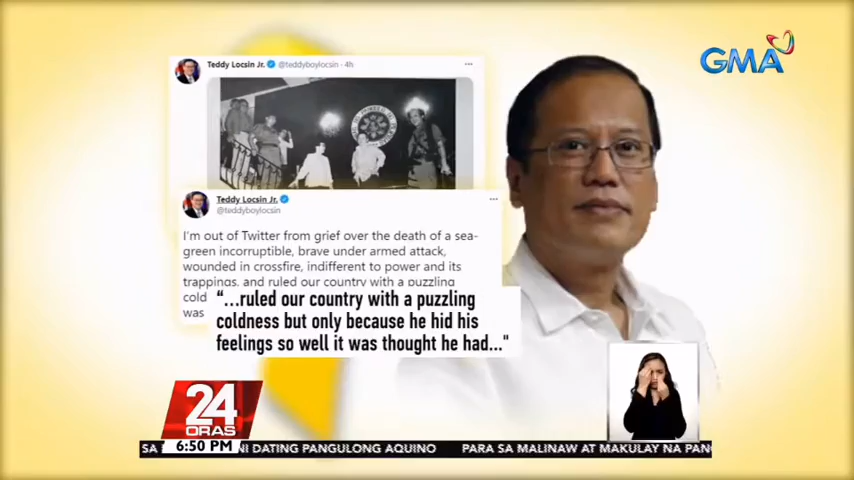 GMA
Teddy Locsin Jr. @teddyboylocsin · 4h
Teddy Locsin Jr.
@teddyboylocsin
I'm out of Twitter from grief over the death of a sea-
green incorruptible, brave under armed attack,
wounded in crossfire, indifferent to power and its
trappings, and ruled our country with a puzzling
cold
was
"...ruled our country with a puzzling
coldness but only because he hid his
feelings so well it was thought he had..."
24
ORAS
6:50 PM
SA NI DATING PANGULONG AQUINO PARA SA MALINAW AT MAKULAY NA PANO